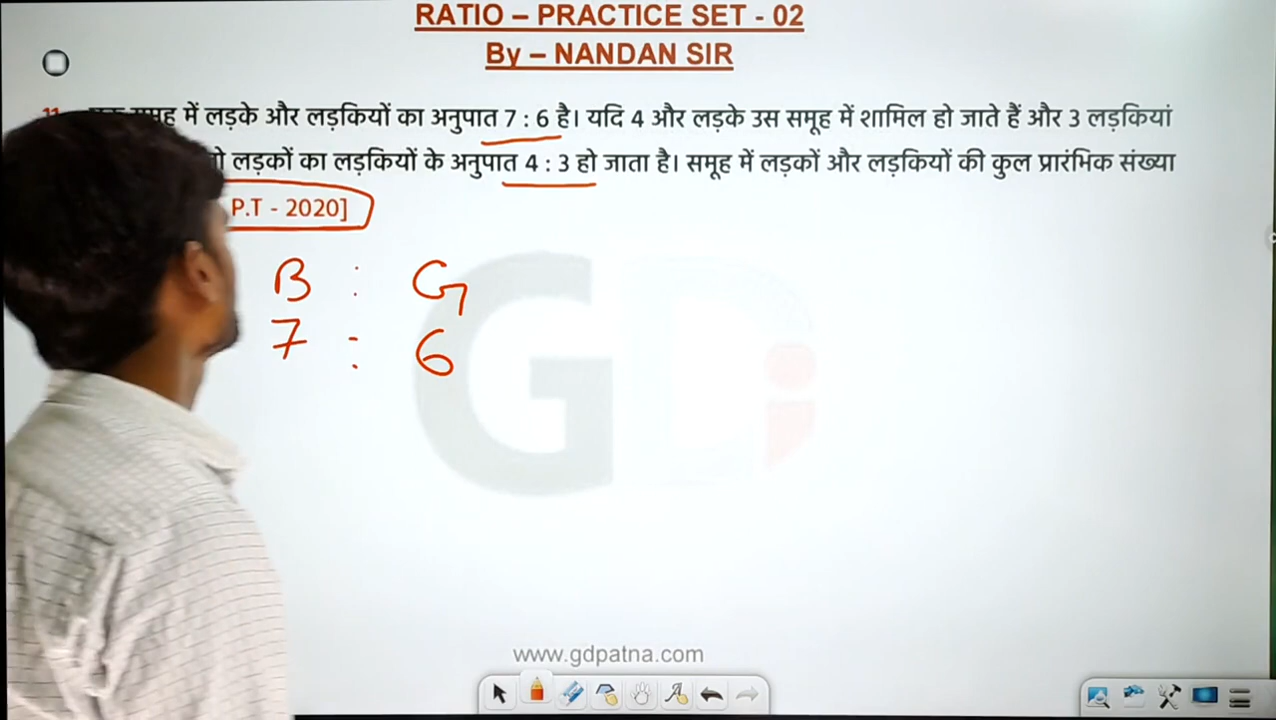 RATIO – PRACTICE SET - 02
By – NANDAN SIR
में लड़के और लड़कियों का अनुपात 7 : 6 है। यदि 4 और लड़के उस समूह में शामिल हो जाते हैं और 3 लड़कियां
लड़कों का लड़कियों के अनुपात 4 : 3 हो जाता है। समूह में लड़कों और लड़कियों की कुल प्रारंभिक संख्या
P.T - 2020]
B : G
7 : 6
www.gdpatna.com